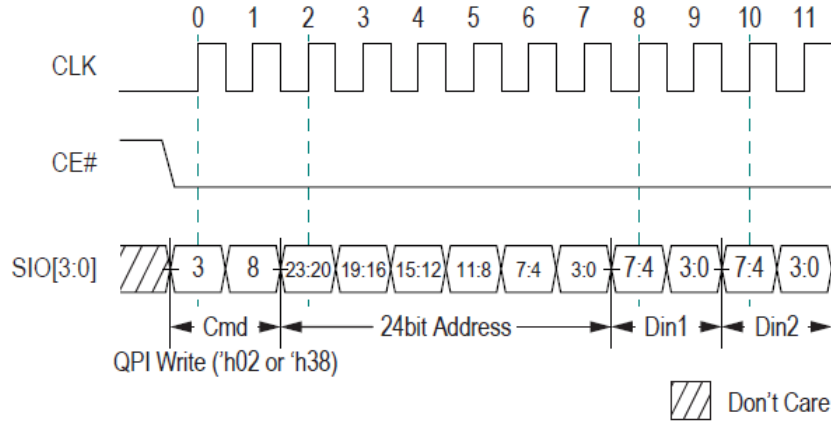 0 1 2 3 4 5 6 7 8 9 10 11
CLK
CE#
SIO[3:0] 3 8 23:20 19:16 15:12 11:8 7:4 3:0 7:4 3:0 7:4 3:0
Cmd 24bit Address Din1 Din2
QPI Write ('h02 or ‘h38)
Don't Care